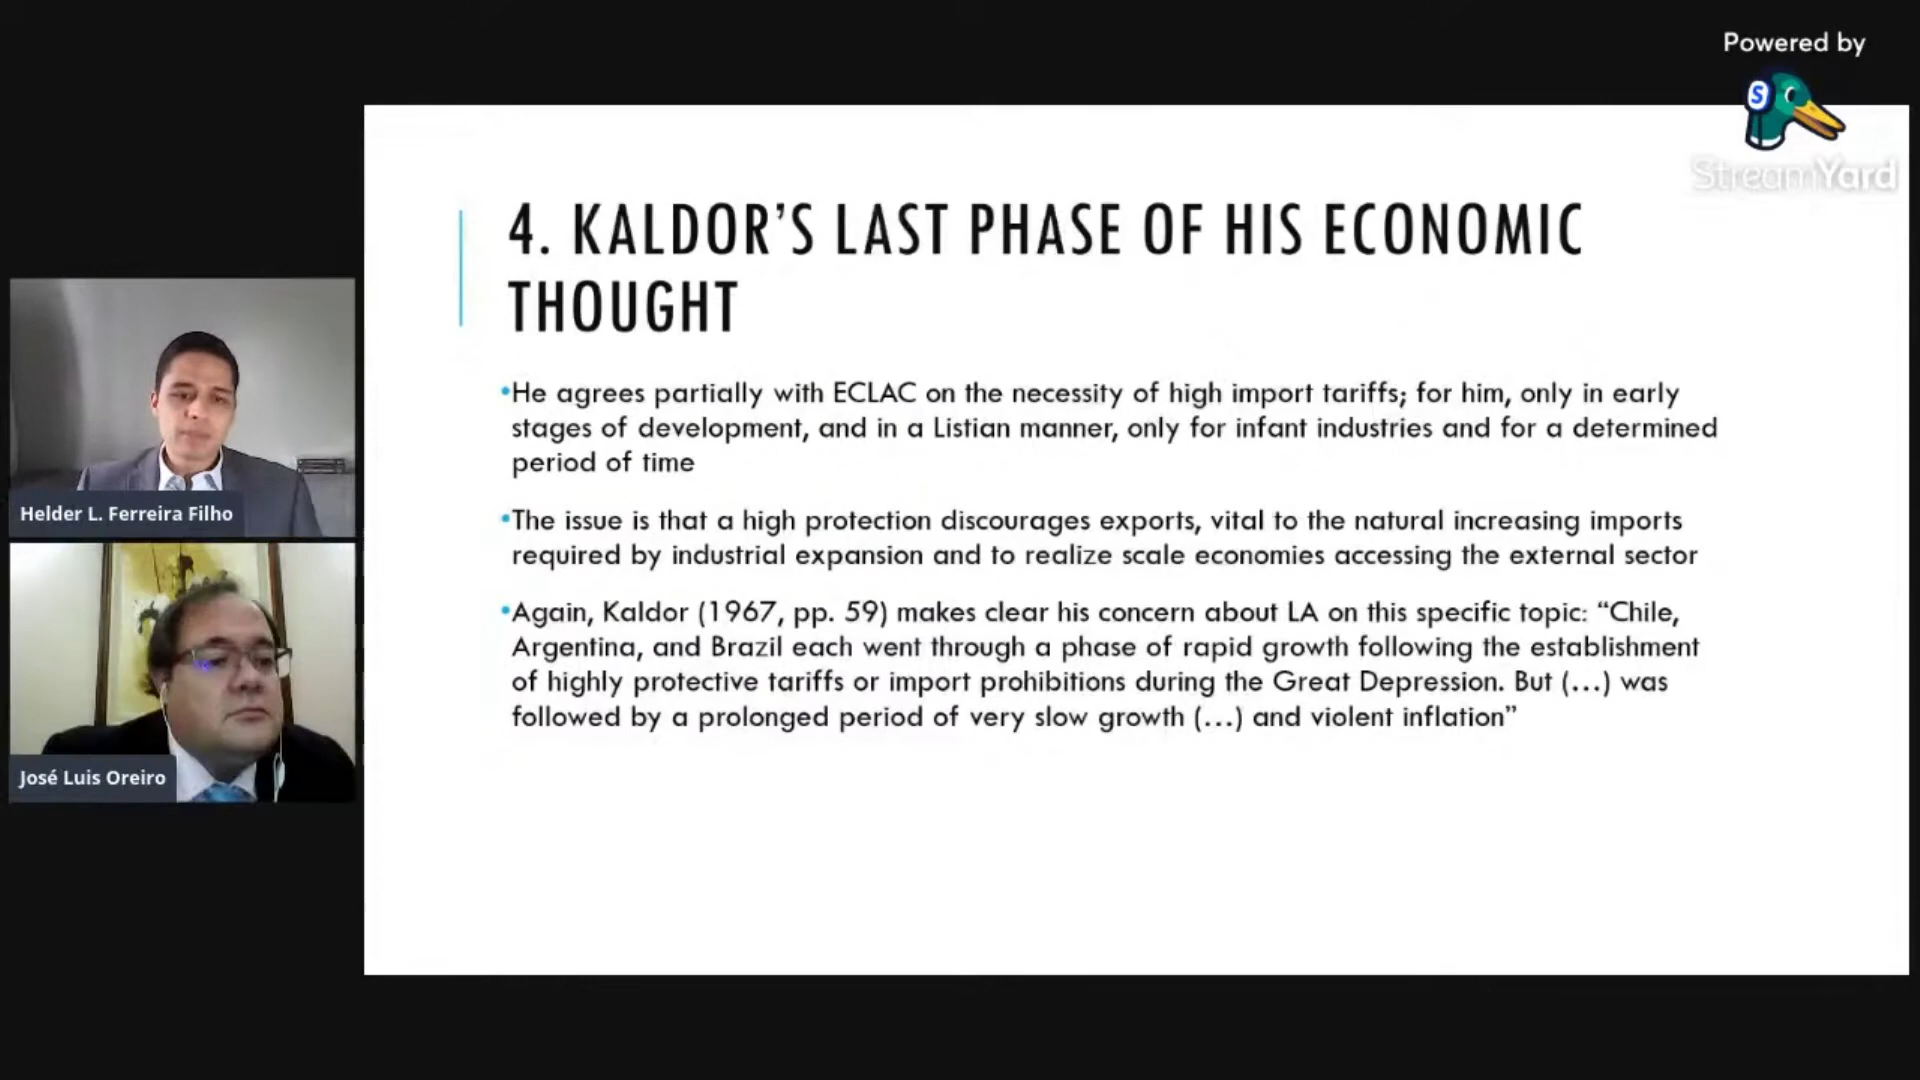 Powered by
StreamYard
4. KALDOR'S LAST PHASE OF HIS ECONOMIC
THOUGHT
•He agrees partially with ECLAC on the necessity of high import tariffs; for him, only in early
stages of development, and in a Listian manner, only for infant industries and for a determined
period of time
•The issue is that a high protection discourages exports, vital to the natural increasing imports
required by industrial expansion and to realize scale economies accessing the external sector
•Again, Kaldor (1967, pp. 59) makes clear his concern about LA on this specific topic: “Chile,
Argentina, and Brazil each went through a phase of rapid growth following the establishment
of highly protective tariffs or import prohibitions during the Great Depression. But (...) was
followed by a prolonged period of very slow growth (...) and violent inflation”
Helder L. Ferreira Filho
José Luis Oreiro